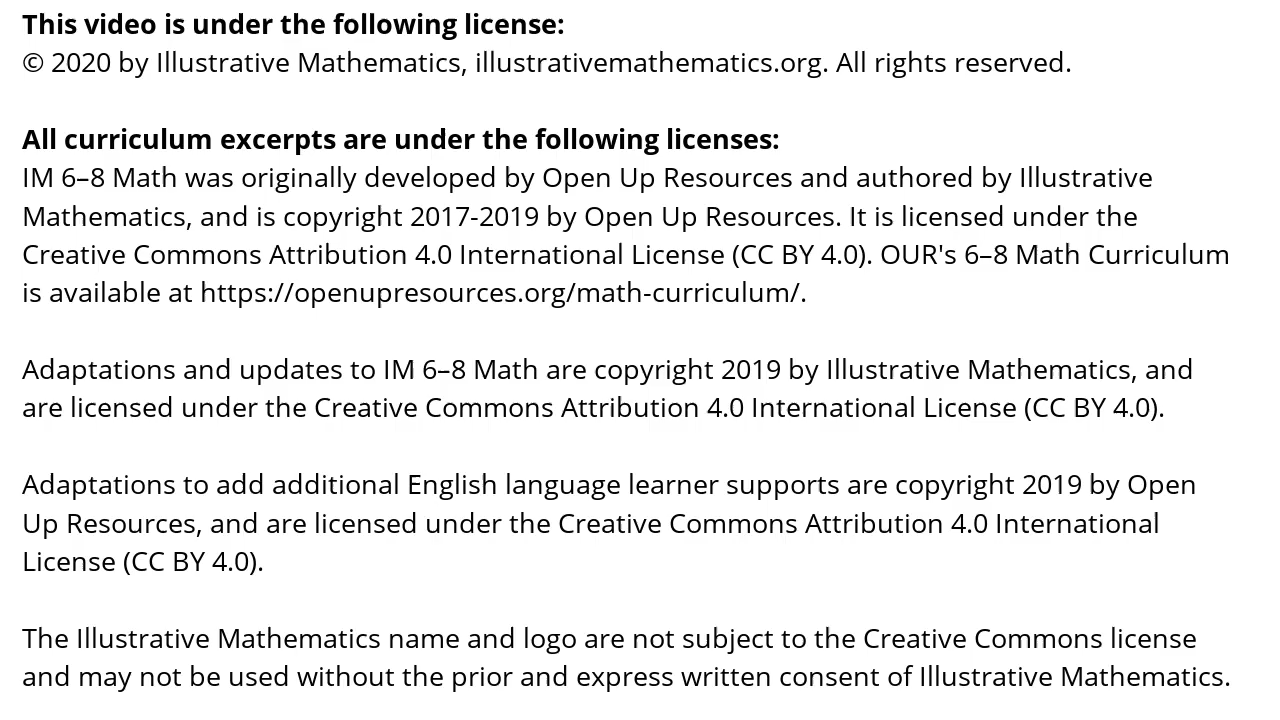 This video is under the following license:
© 2020 by Illustrative Mathematics, illustrativemathematics.org. All rights reserved.
All curriculum excerpts are under the following licenses:
IM 6–8 Math was originally developed by Open Up Resources and authored by Illustrative
Mathematics, and is copyright 2017-2019 by Open Up Resources. It is licensed under the
Creative Commons Attribution 4.0 International License (CC BY 4.0). OUR's 6–8 Math Curriculum
is available at https://openupresources.org/math-curriculum/.
Adaptations and updates to IM 6–8 Math are copyright 2019 by Illustrative Mathematics, and
are licensed under the Creative Commons Attribution 4.0 International License (CC BY 4.0).
Adaptations to add additional English language learner supports are copyright 2019 by Open
Up Resources, and are licensed under the Creative Commons Attribution 4.0 International
License (CC BY 4.0).
The Illustrative Mathematics name and logo are not subject to the Creative Commons license
and may not be used without the prior and express written consent of Illustrative Mathematics.